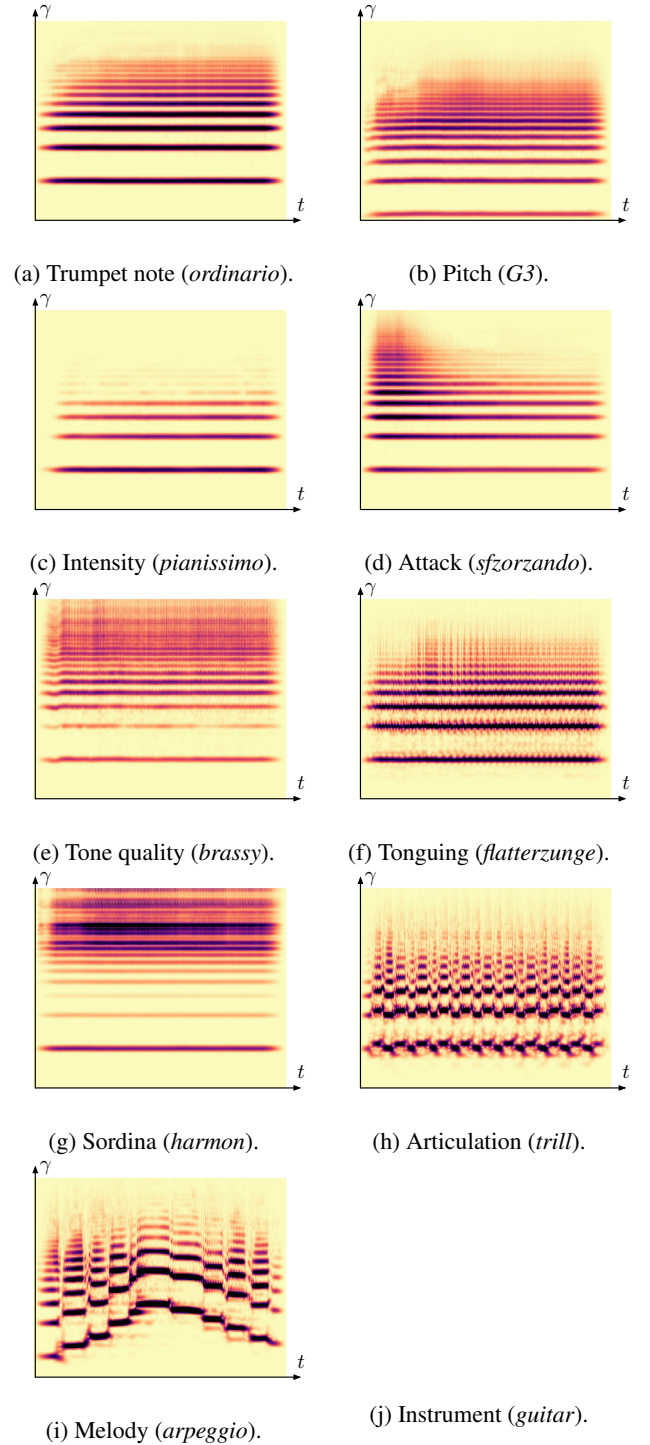 γ γ
t t
(a) Trumpet note (ordinario). (b) Pitch (G3).
γ γ
t t
(c) Intensity (pianissimo). (d) Attack (sfzorzando).
γ γ
t t
(e) Tone quality (brassy). (f) Tonguing (flatterzunge).
γ γ
t t
(g) Sordina (harmon). (h) Articulation (trill).
γ
t
(i) Melody (arpeggio). (j) Instrument (guitar).